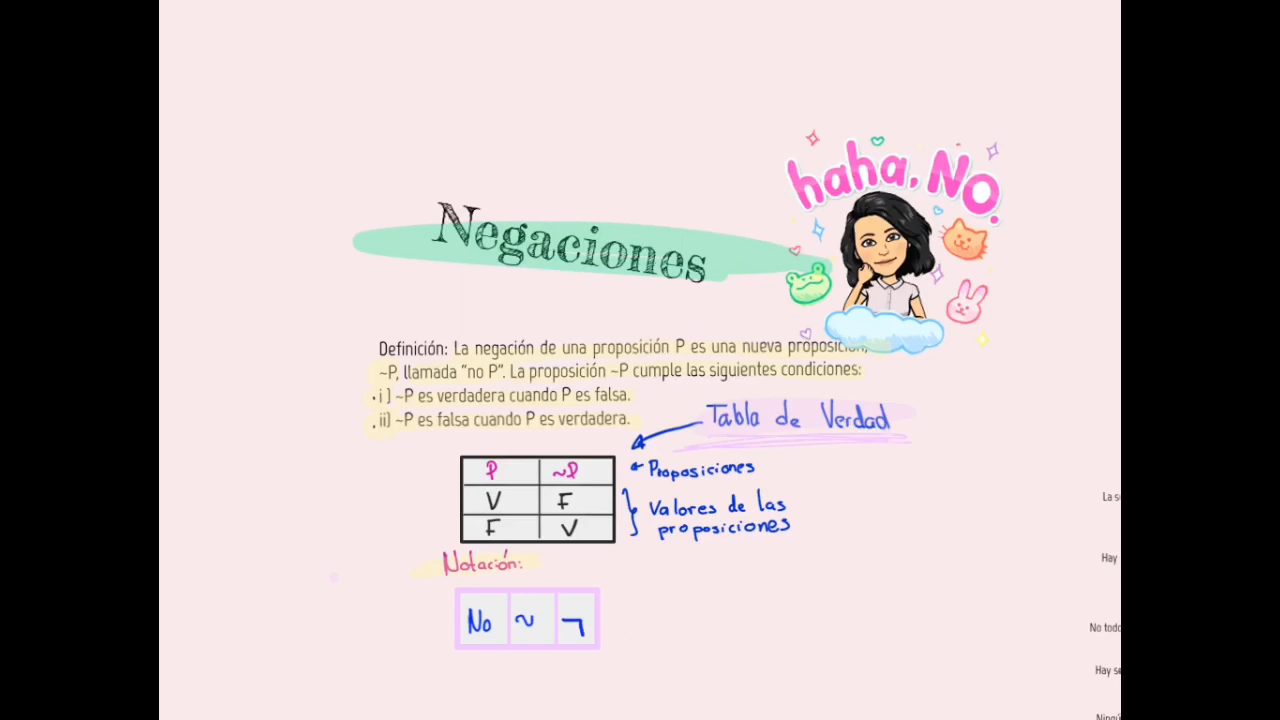 haha, NO.
Negaciones
Definición: La negación de una proposición P es una nueva proposición,
~P, llamada "no P". La proposición ~P cumple las siguientes condiciones:
· i ) ~P es verdadera cuando P es falsa.
· ii) ~P es falsa cuando P es verdadera.
Tabla de Verdad
P ~P
Proposiciones
V F
F V
Valores de las
proposiciones
Notación:
No ~ ¬
Hay
No todo